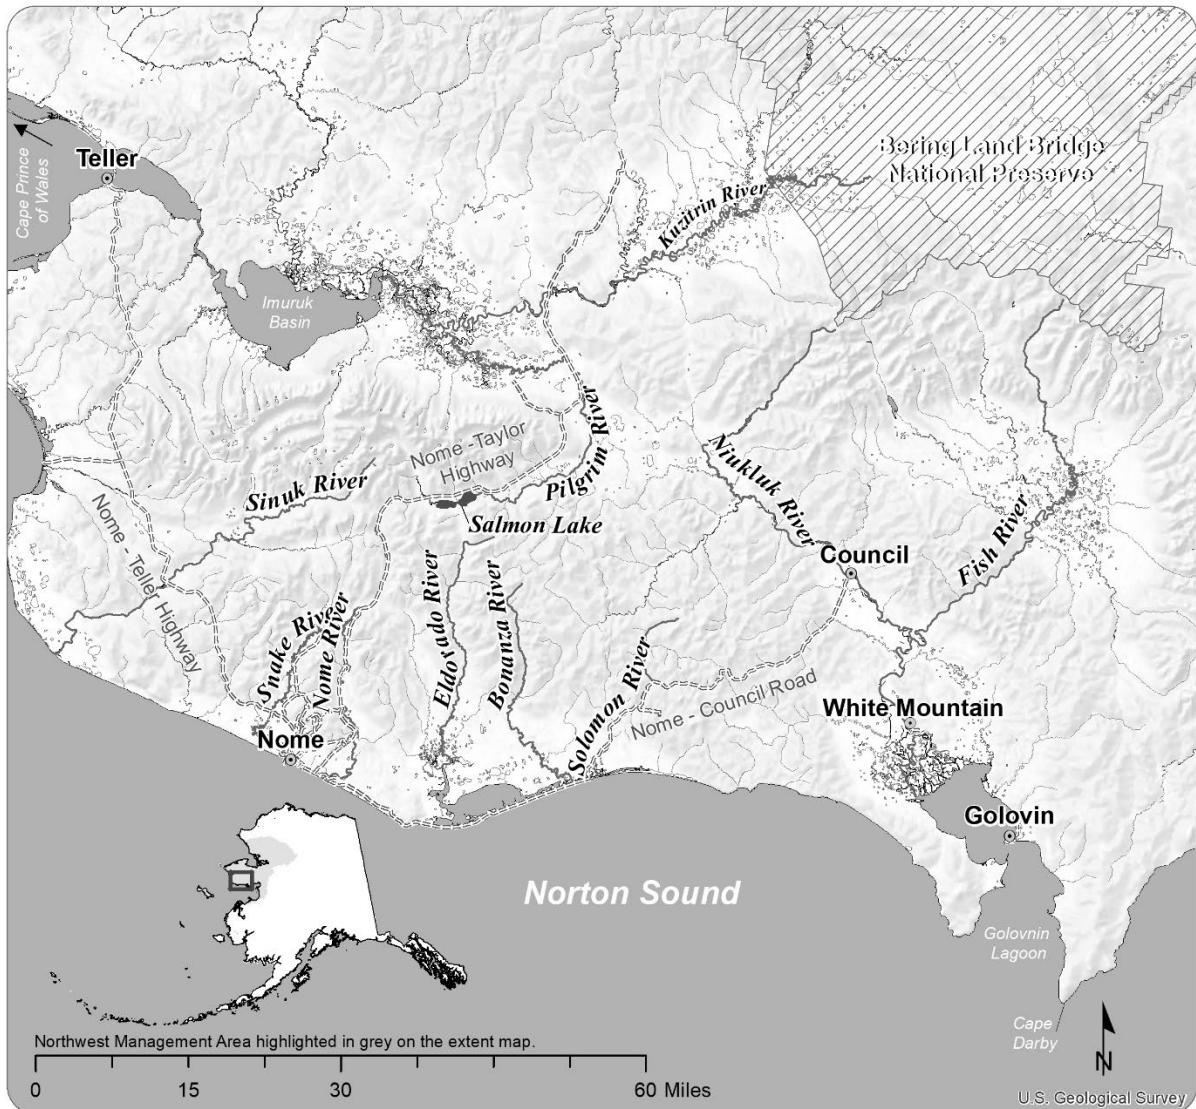 Bering Land Bridge
National Preserve
Teller
Cape Prince
of Wales
Kuzitrin River
Imuruk
Basin
Nome -Taylor
Highway
Pilgrim River
Niukluk River
Sinuk River
Salmon Lake
Fish River
Nome - Teller Highway
Council
Snake River
Nome River
Eldorado River
Bonanza River
Solomon River
Nome - Council Road
White Mountain
Nome
Golovin
Norton Sound
Golovnin
Lagoon
Cape
Darby
N
Northwest Management Area highlighted in grey on the extent map.
0 15 30 60 Miles
U.S. Geological Survey